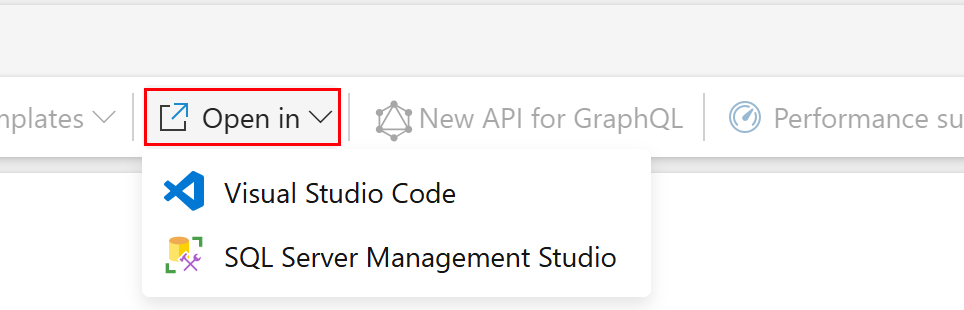 mplates Open in New API for GraphQL Performance su
Visual Studio Code
SQL Server Management Studio